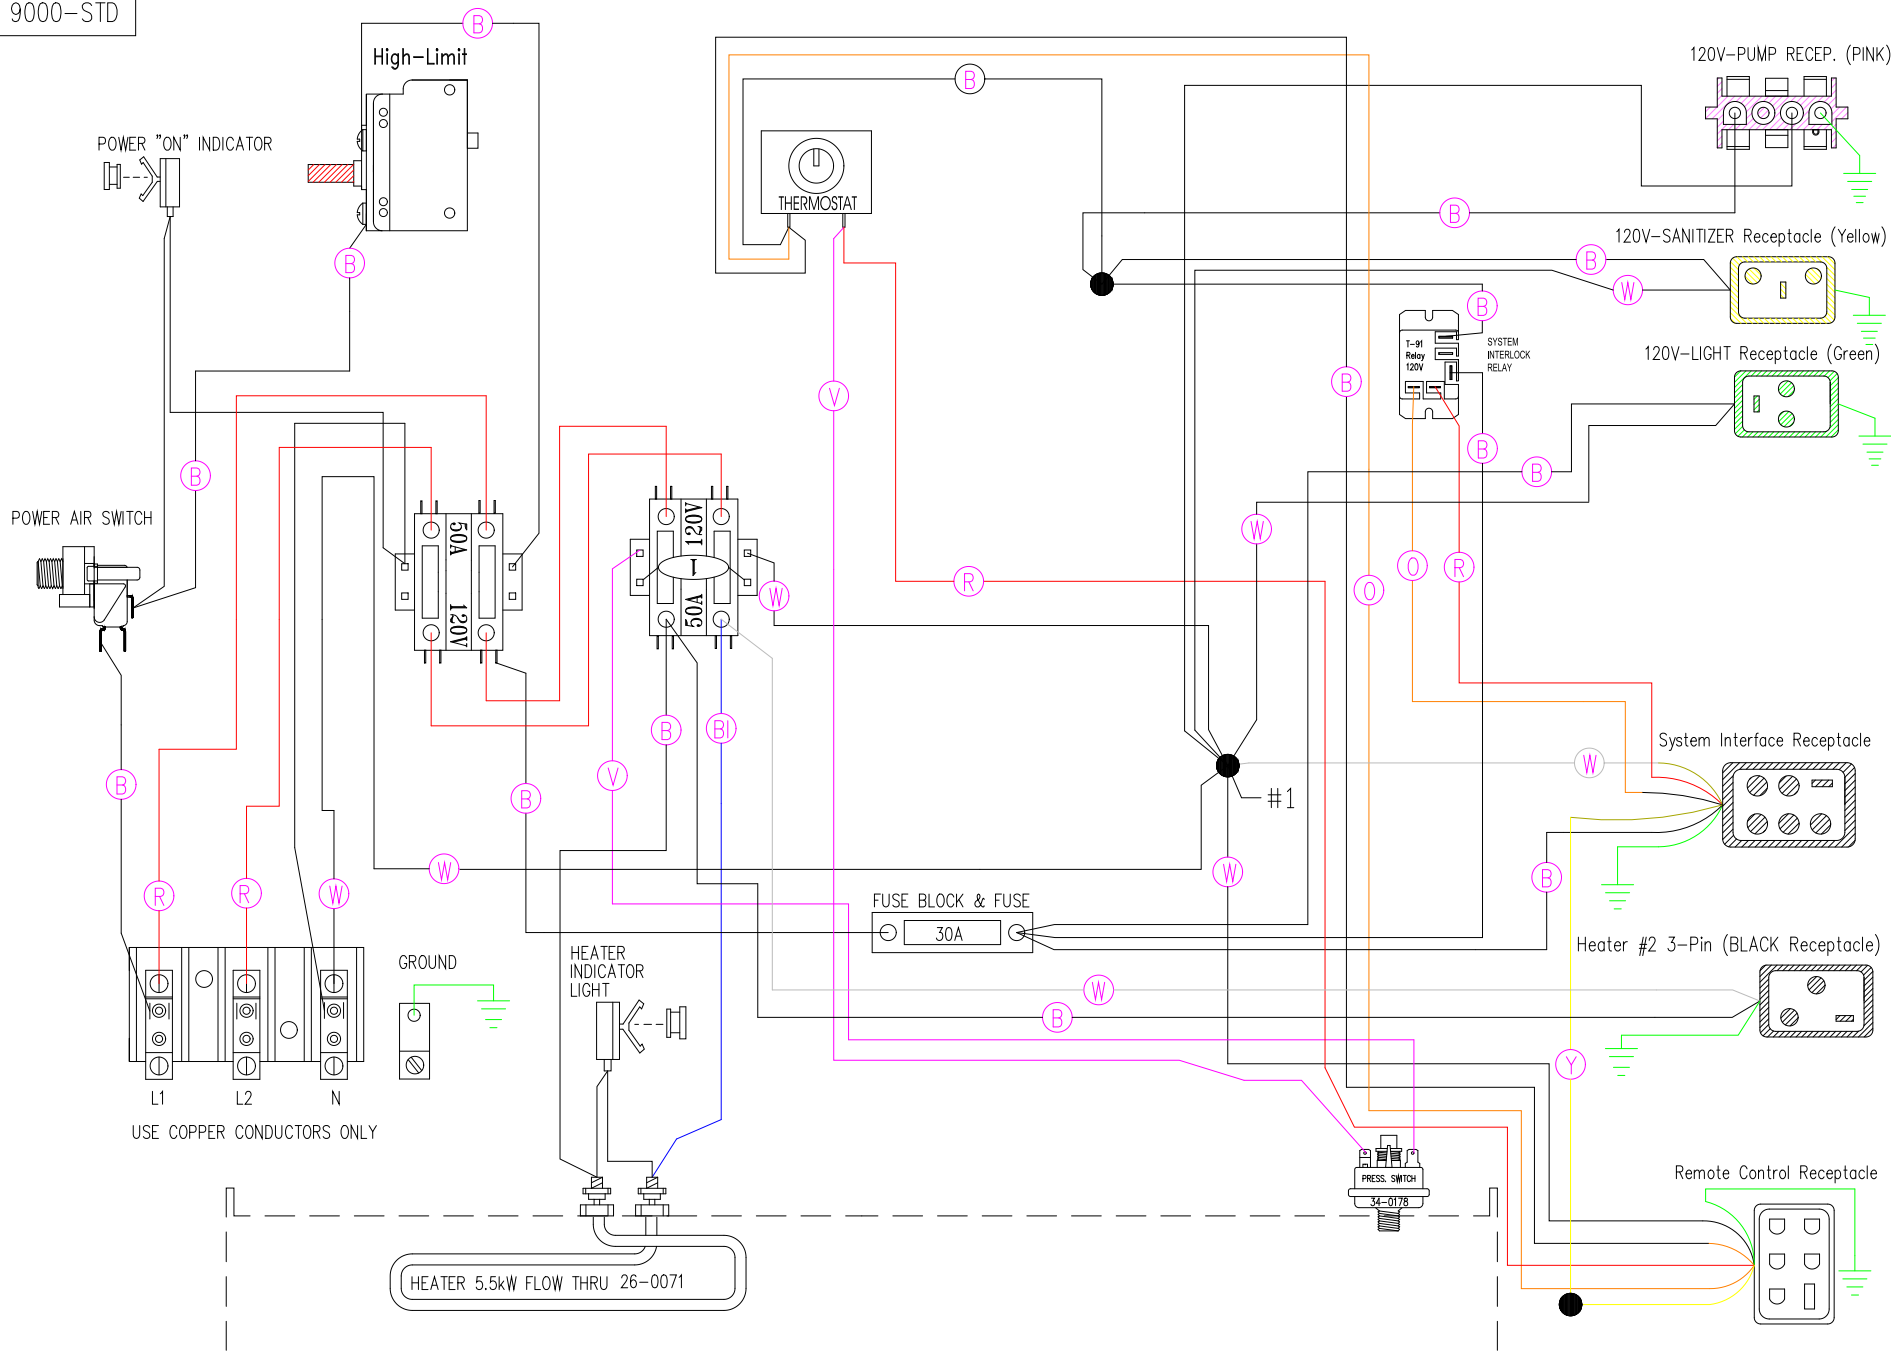 9000-STD
B
High-Limit
POWER "ON" INDICATOR
B
B
THERMOSTAT
120V-PUMP RECEP. (PINK)
B
120V-SANITIZER Receptacle (Yellow)
B
W
B
T-91
Relay
120V
SYSTEM
INTERLOCK
RELAY
120V-LIGHT Receptacle (Green)
B
V
B
B
B
POWER AIR SWITCH
50A
120V
120V
1
50A
W
W
R
O
O
R
B
V
B
Bl
B
System Interface Receptacle
W
#1
R
R
W
W
W
B
FUSE BLOCK & FUSE
30A
GROUND
HEATER
INDICATOR
LIGHT
Heater #2 3-Pin (BLACK Receptacle)
W
B
Y
L1
L2
N
USE COPPER CONDUCTORS ONLY
PRESS. SWITCH
34-0178
Remote Control Receptacle
HEATER 5.5kW FLOW THRU 26-0071